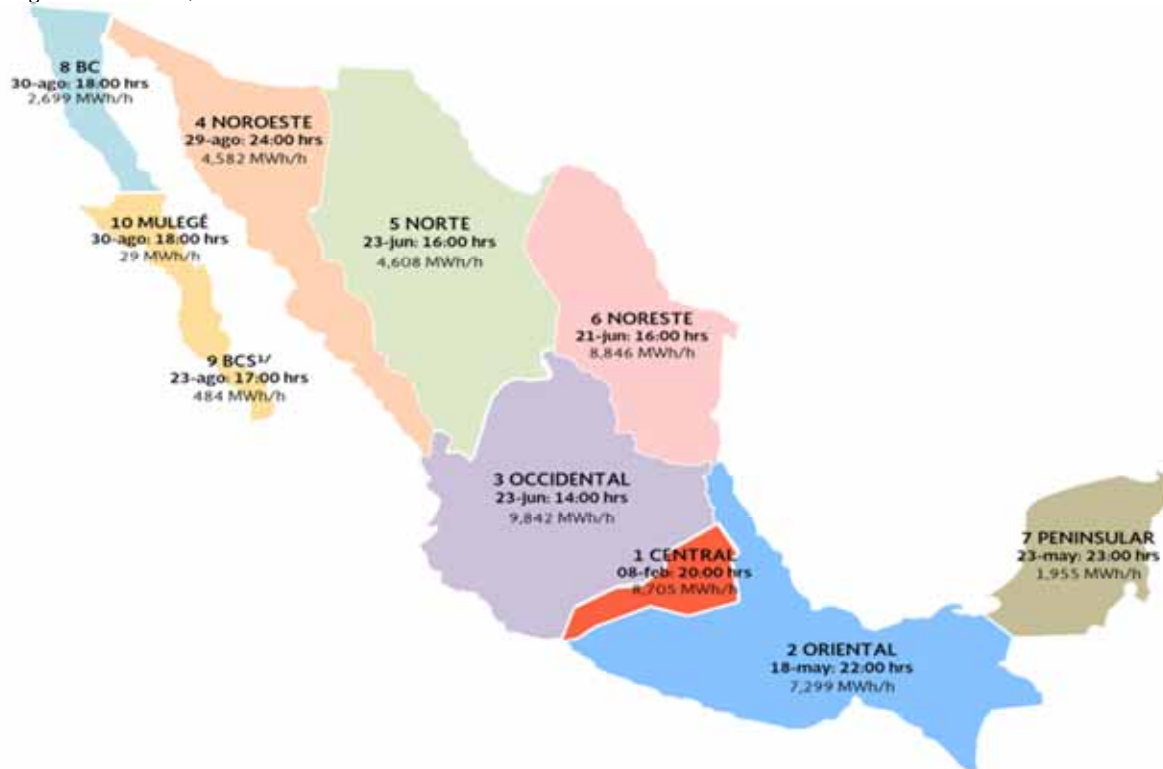 8 BC
30-ago: 18:00 hrs
2,699 MWh/h
4 NOROESTE
29-ago: 24:00 hrs
4,582 MWh/h
10 MULEGÉ
30-ago: 18:00 hrs
29 MWh/h
5 NORTE
23-jun: 16:00 hrs
4,608 MWh/h
6 NORESTE
21-jun: 16:00 hrs
8,846 MWh/h
9 BCS¹/
23-ago: 17:00 hrs
484 MWh/h
3 OCCIDENTAL
23-jun: 14:00 hrs
9,842 MWh/h
1 CENTRAL
08-feb: 20:00 hrs
8,705 MWh/h
7 PENINSULAR
23-may: 23:00 hrs
1,955 MWh/h
2 ORIENTAL
18-may: 22:00 hrs
7,299 MWh/h